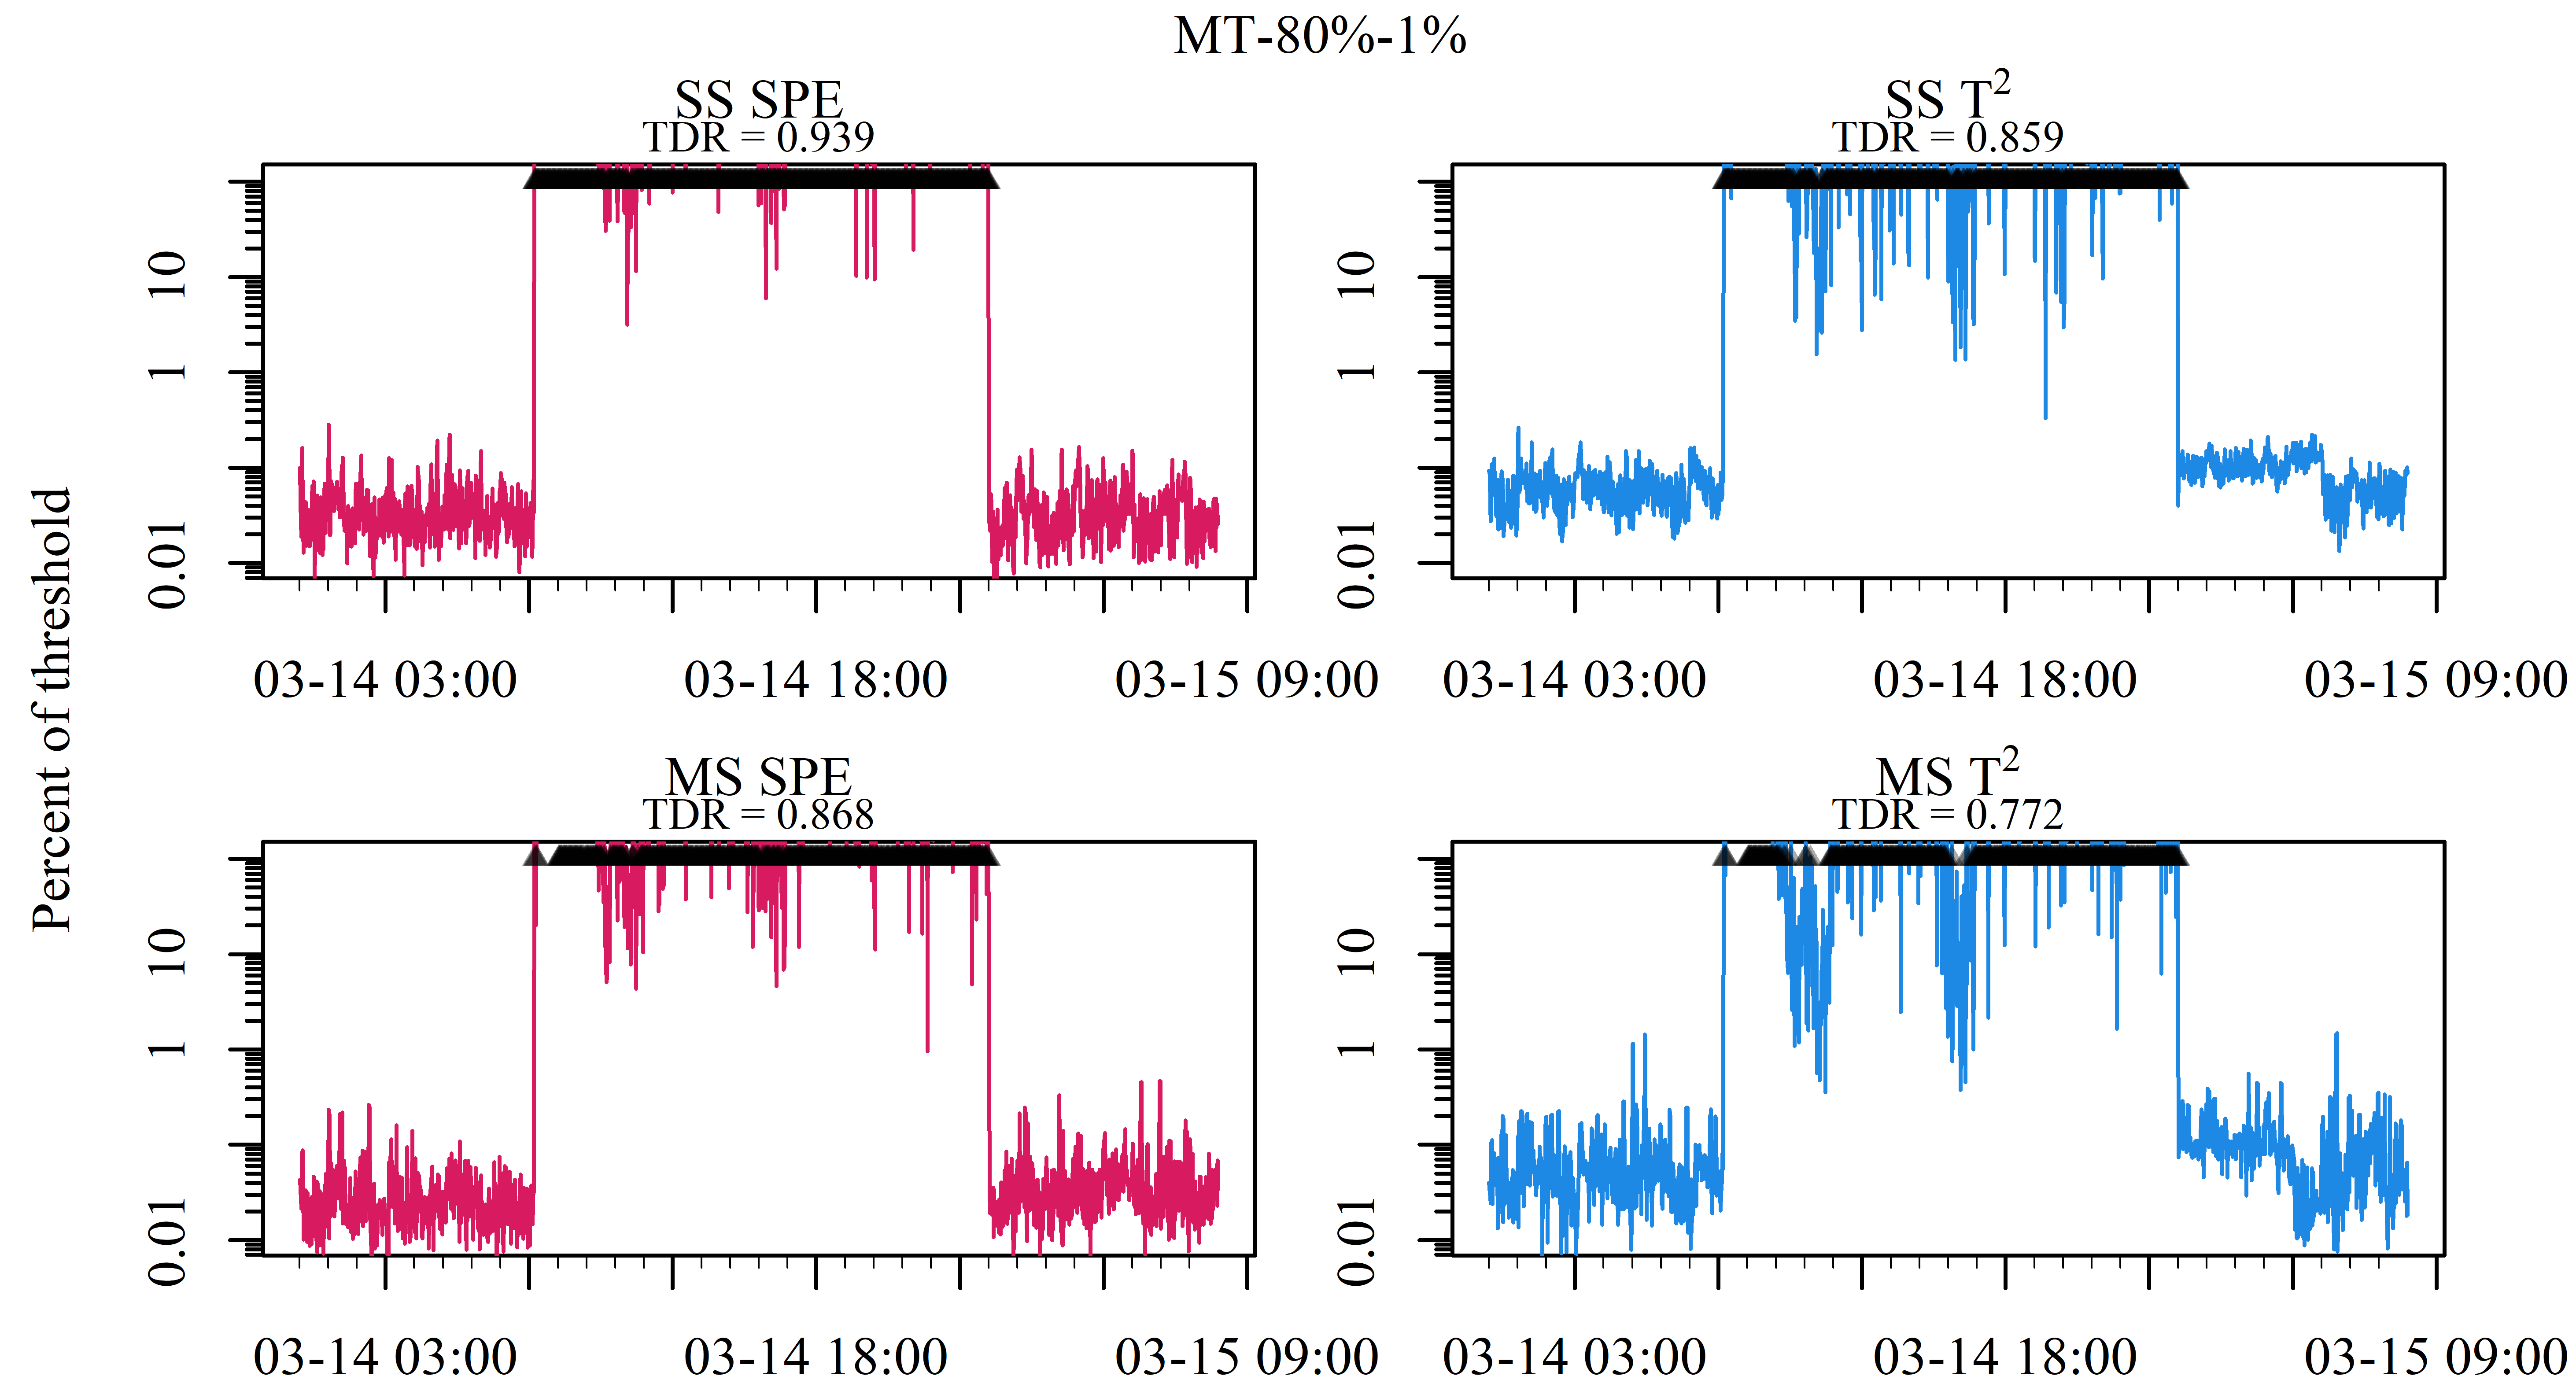 MT-80%-1%
SS SPE
TDR = 0.939
10
1
0.01
03-14 03:00 03-14 18:00 03-15 09:00
SS T²
TDR = 0.859
10
1
0.01
03-14 03:00 03-14 18:00 03-15 09:00
Percent of threshold
MS SPE
TDR = 0.868
10
1
0.01
03-14 03:00 03-14 18:00 03-15 09:00
MS T²
TDR = 0.772
10
1
0.01
03-14 03:00 03-14 18:00 03-15 09:00